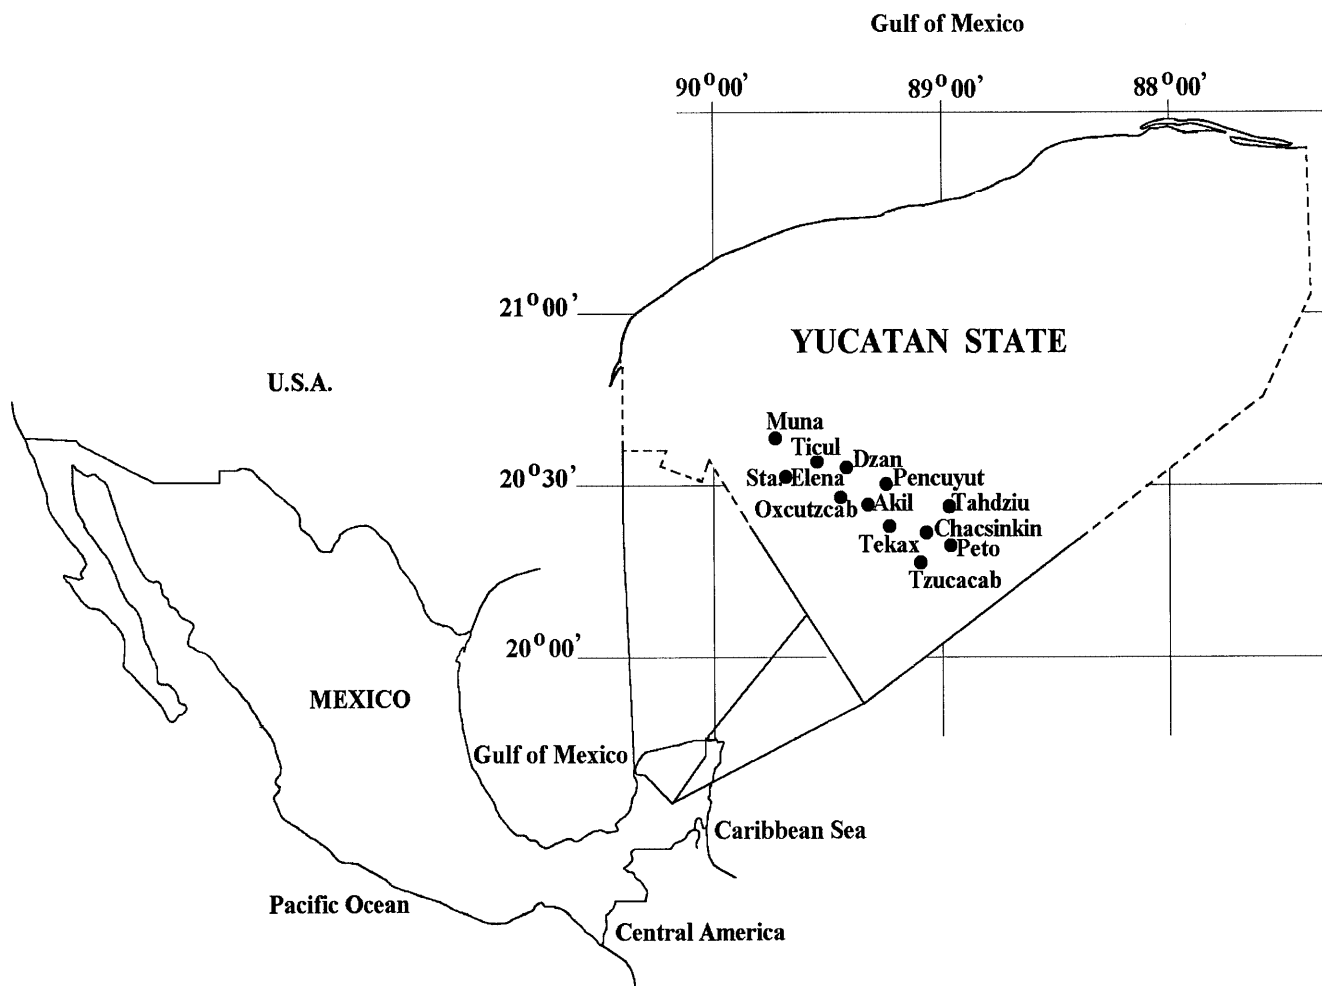 Gulf of Mexico
90°00' 89°00' 88°00'
21°00'
YUCATAN STATE
U.S.A.
Muna
Ticul
Dzan
Sta. Elena
Pencuyut
20°30'
Oxcutzcab
Akil
Tahdziu
Chacsinkin
Tekax
Peto
Tzucacab
20°00'
MEXICO
Gulf of Mexico
Caribbean Sea
Pacific Ocean
Central America